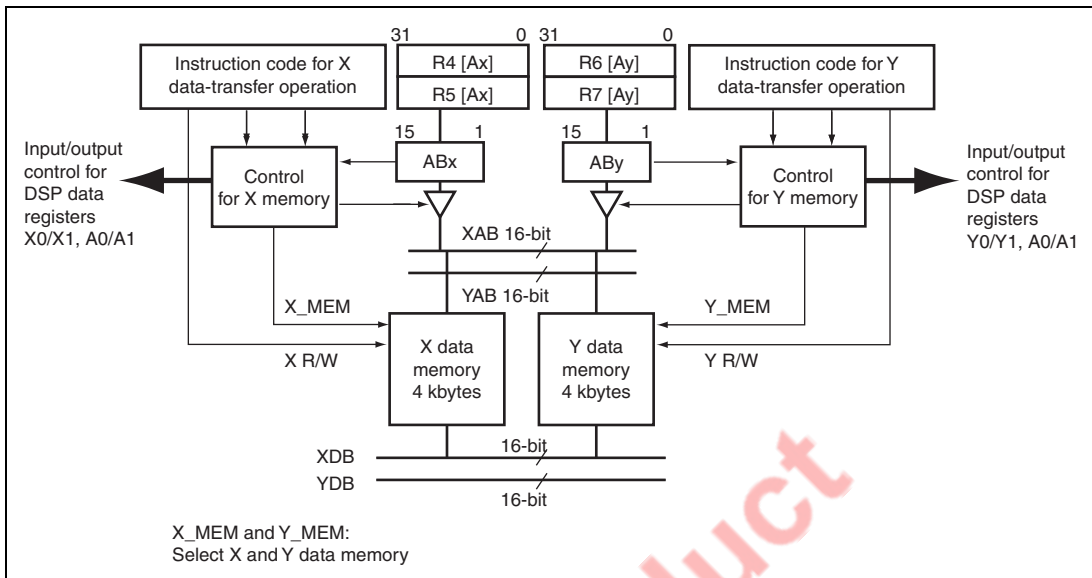 31 0 31 0
Instruction code for X
data-transfer operation
R4 [Ax]
R5 [Ax]
R6 [Ay]
R7 [Ay]
Instruction code for Y
data-transfer operation
15 1
15 1
Input/output
control for
DSP data
registers
X0/X1, A0/A1
Control
for X memory
ABx
ABy
Control
for Y memory
Input/output
control for
DSP data
registers
Y0/Y1, A0/A1
XAB 16-bit
YAB 16-bit
X_MEM
Y_MEM
X R/W
X data
memory
4 kbytes
Y data
memory
4 kbytes
Y R/W
XDB
16-bit
YDB
16-bit
X_MEM and Y_MEM:
Select X and Y data memory